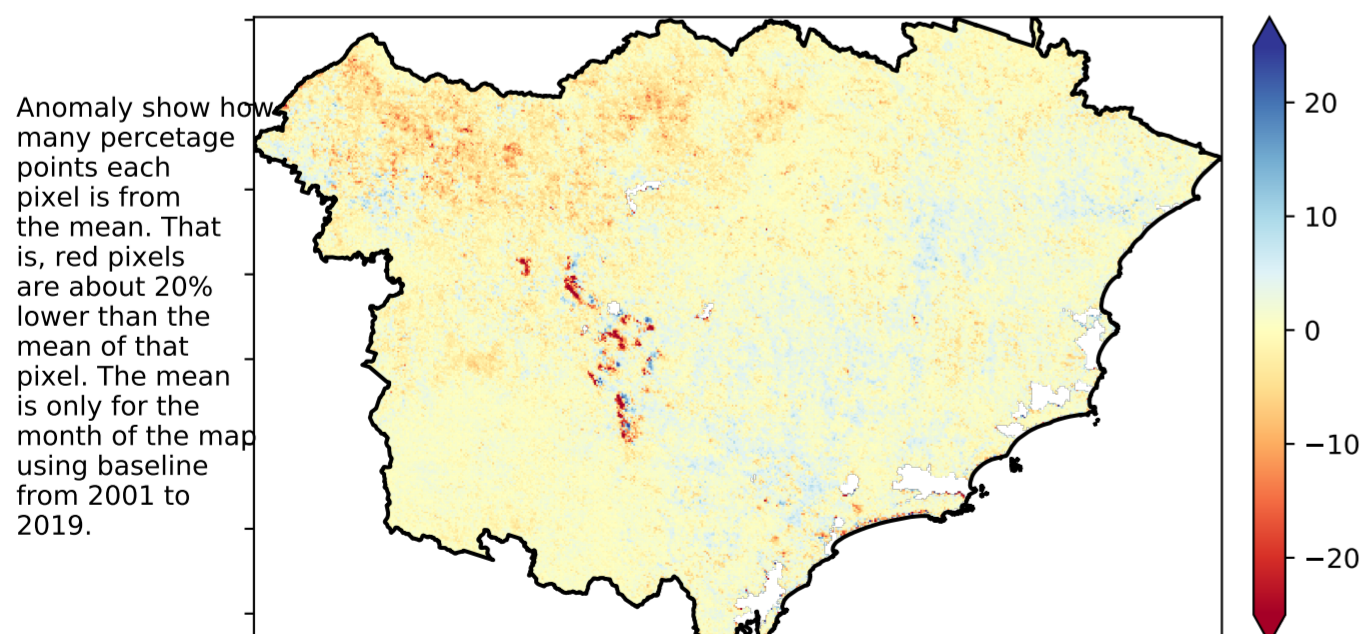 Anomaly show how
many percetage
points each
pixel is from
the mean. That
is, red pixels
are about 20%
lower than the
mean of that
pixel. The mean
is only for the
month of the map
using baseline
from 2001 to
2019.
20
10
0
−10
−20